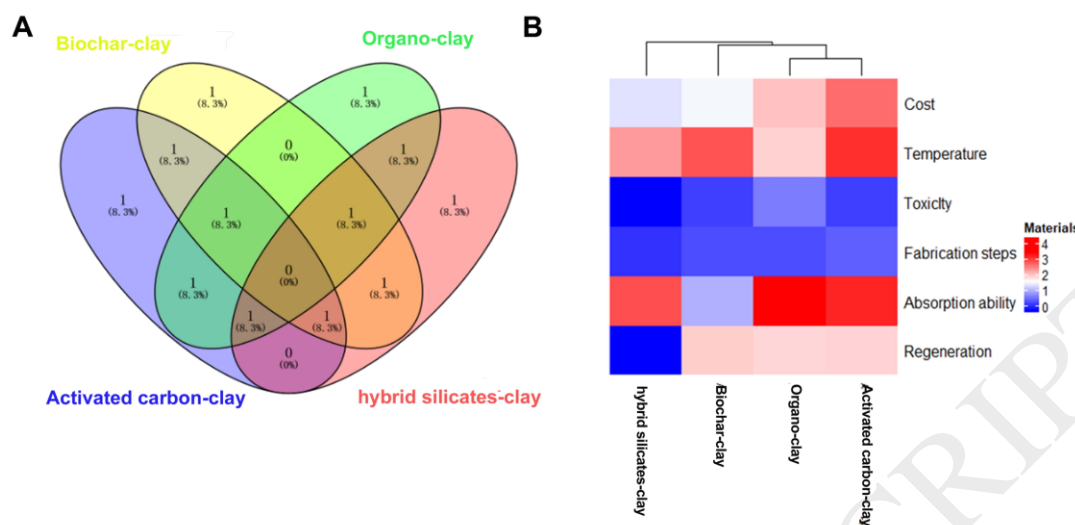 A
Biochar-clay
Organo-clay
1
(8.3%)
1
(8.3%)
1
(8.3%)
0
(0%)
1
(8.3%)
1
(8.3%)
1
(8.3%)
1
(8.3%)
1
(8.3%)
1
(8.3%)
0
(0%)
1
(8.3%)
1
(8.3%)
1
(8.3%)
0
(0%)
Activated carbon-clay
hybrid silicates-clay
B
Cost
Temperature
Toxicity
Fabrication steps
Absorption ability
Regeneration
Materials
4
3
2
1
0
hybrid silicates-clay
Biochar-clay
Organo-clay
Activated carbon-clay